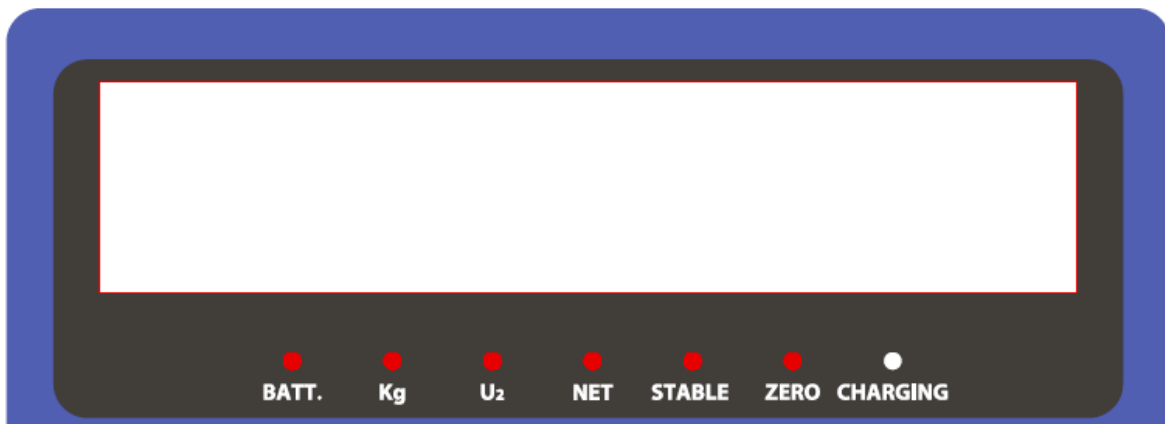 BATT. Kg U₂ NET STABLE ZERO CHARGING